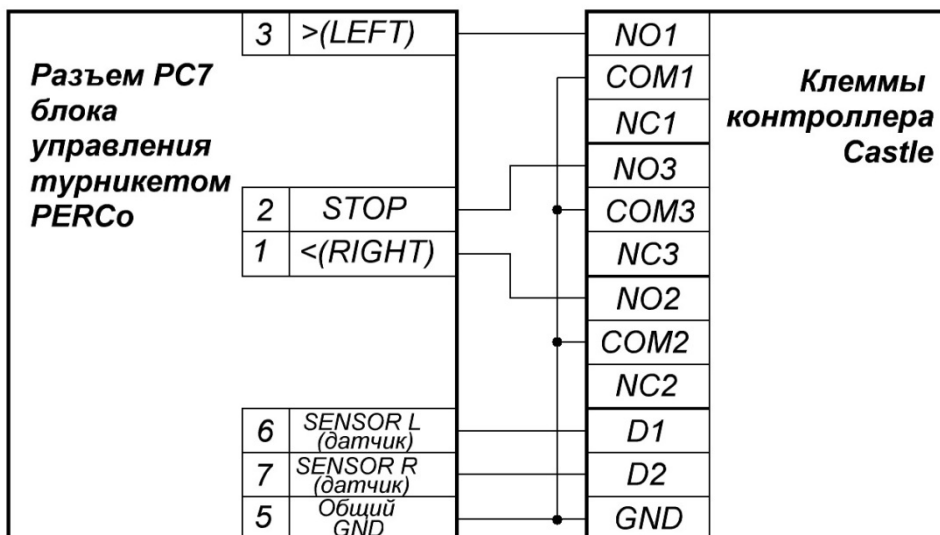 Разъем PC7
блока
управления
турникетом
PERCo
3 >(LEFT)
2 STOP
1 <(RIGHT)
6 SENSOR L
(датчик)
7 SENSOR R
(датчик)
5 Общий
GND
NO1
COM1
NC1
NO3
COM3
NC3
NO2
COM2
NC2
D1
D2
GND
Клеммы
контроллера
Castle